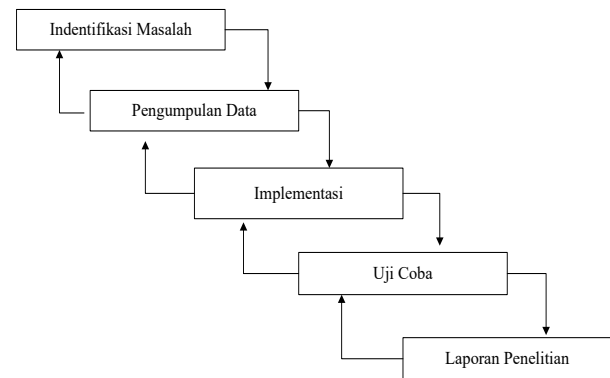 Indentifikasi Masalah
Pengumpulan Data
Implementasi
Uji Coba
Laporan Penelitian